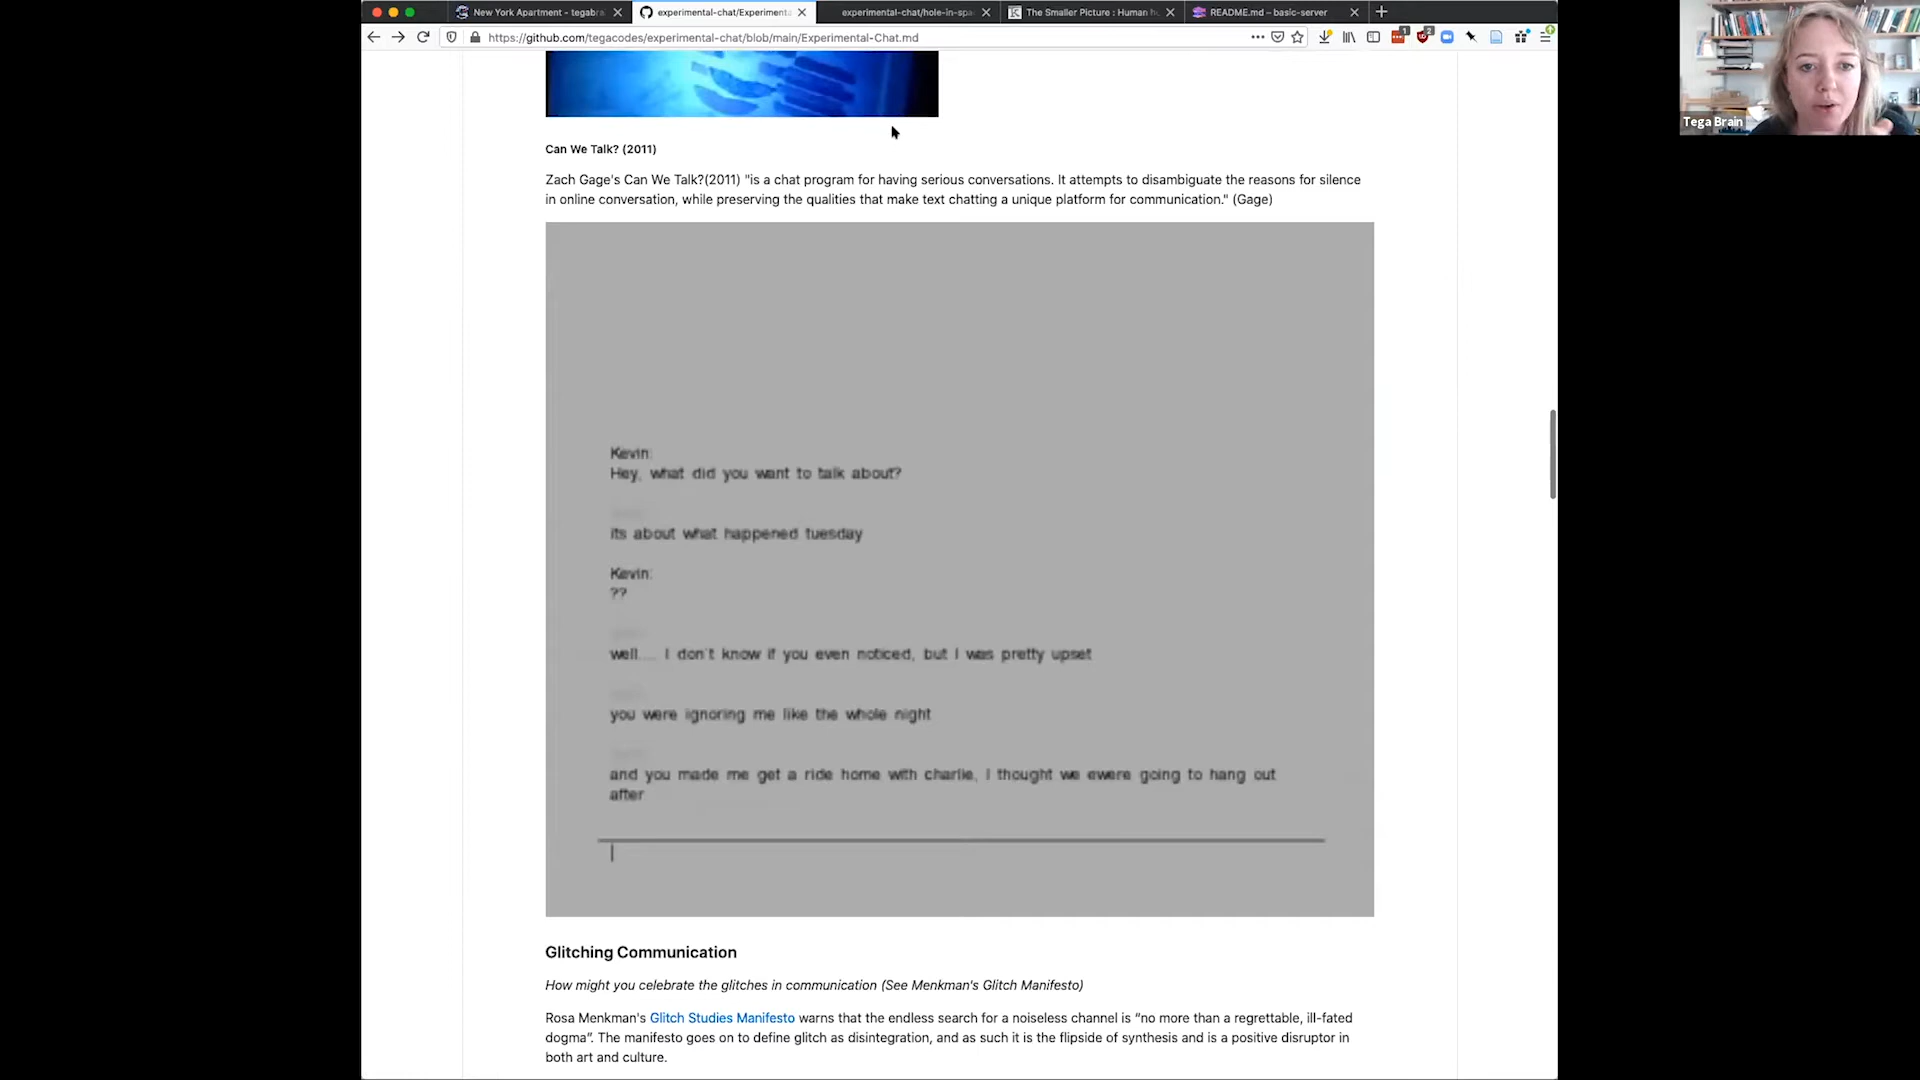 New York Apartment - tegabra
experimental-chat/Experimenta
experimental-chat/hole-in-spa
The Smaller Picture : Human h
README.md – basic-server
https://github.com/tegacodes/experimental-chat/blob/main/Experimental-Chat.md
Tega Brain
Can We Talk? (2011)
Zach Gage's Can We Talk?(2011) "is a chat program for having serious conversations. It attempts to disambiguate the reasons for silence
in online conversation, while preserving the qualities that make text chatting a unique platform for communication." (Gage)
Kevin:
Hey, what did you want to talk about?
its about what happened tuesday
Kevin:
??
well.... I don't know if you even noticed, but I was pretty upset
you were ignoring me like the whole night
and you made me get a ride home with charlie, I thought we ewere going to hang out
after
Glitching Communication
How might you celebrate the glitches in communication (See Menkman's Glitch Manifesto)
Rosa Menkman's Glitch Studies Manifesto warns that the endless search for a noiseless channel is “no more than a regrettable, ill-fated
dogma”. The manifesto goes on to define glitch as disintegration, and as such it is the flipside of synthesis and is a positive disruptor in
both art and culture.